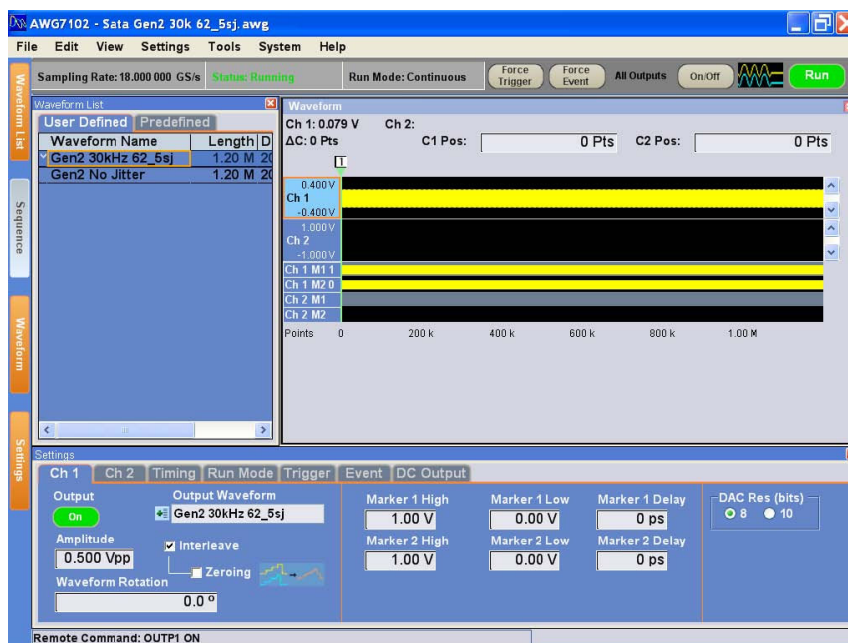 AWG7102 - Sata Gen2 30k 62_5sj.awg
File Edit View Settings Tools System Help
Sampling Rate: 18.000 000 GS/s Status: Running Run Mode: Continuous Force Trigger Force Event All Outputs On/Off Run
Waveform List
Sequence
Waveform
Settings
Waveform List
User Defined Predefined
Waveform Name Length D
Gen2 30kHz 62_5sj 1.20 M 20
Gen2 No Jitter 1.20 M 20
Waveform
Ch 1: 0.079 V Ch 2:
ΔC: 0 Pts C1 Pos: 0 Pts C2 Pos: 0 Pts
T
0.400 V
Ch 1
-0.400 V
1.000 V
Ch 2
-1.000 V
Ch 1 M1 1
Ch 1 M2 0
Ch 2 M1
Ch 2 M2
Points 0 200 k 400 k 600 k 800 k 1.00 M
Settings
Ch 1 Ch 2 Timing Run Mode Trigger Event DC Output
Output Output Waveform
On Gen2 30kHz 62_5sj
Amplitude
0.500 Vpp
Interleave
Zeroing
Waveform Rotation
0.0 º
Marker 1 High Marker 1 Low Marker 1 Delay
1.00 V 0.00 V 0 ps
Marker 2 High Marker 2 Low Marker 2 Delay
1.00 V 0.00 V 0 ps
DAC Res (bits)
8 10
Remote Command: OUTP1 ON